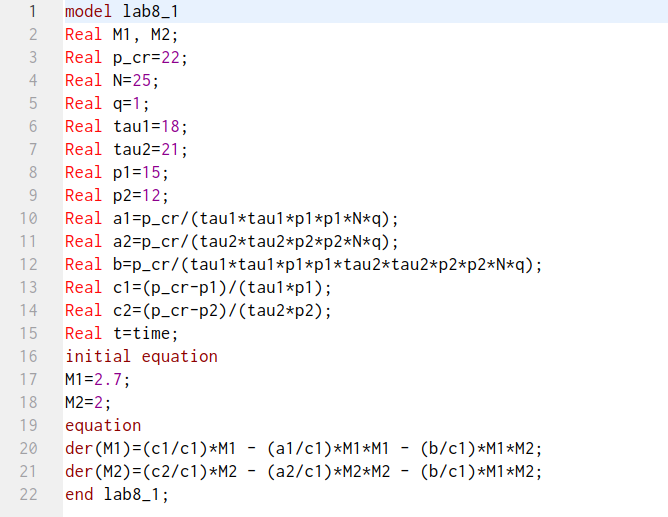 1 model lab8_1
2 Real M1, M2;
3 Real p_cr=22;
4 Real N=25;
5 Real q=1;
6 Real tau1=18;
7 Real tau2=21;
8 Real p1=15;
9 Real p2=12;
10 Real a1=p_cr/(tau1*tau1*p1*p1*N*q);
11 Real a2=p_cr/(tau2*tau2*p2*p2*N*q);
12 Real b=p_cr/(tau1*tau1*p1*p1*tau2*tau2*p2*p2*N*q);
13 Real c1=(p_cr-p1)/(tau1*p1);
14 Real c2=(p_cr-p2)/(tau2*p2);
15 Real t=time;
16 initial equation
17 M1=2.7;
18 M2=2;
19 equation
20 der(M1)=(c1/c1)*M1 - (a1/c1)*M1*M1 - (b/c1)*M1*M2;
21 der(M2)=(c2/c1)*M2 - (a2/c1)*M2*M2 - (b/c1)*M1*M2;
22 end lab8_1;